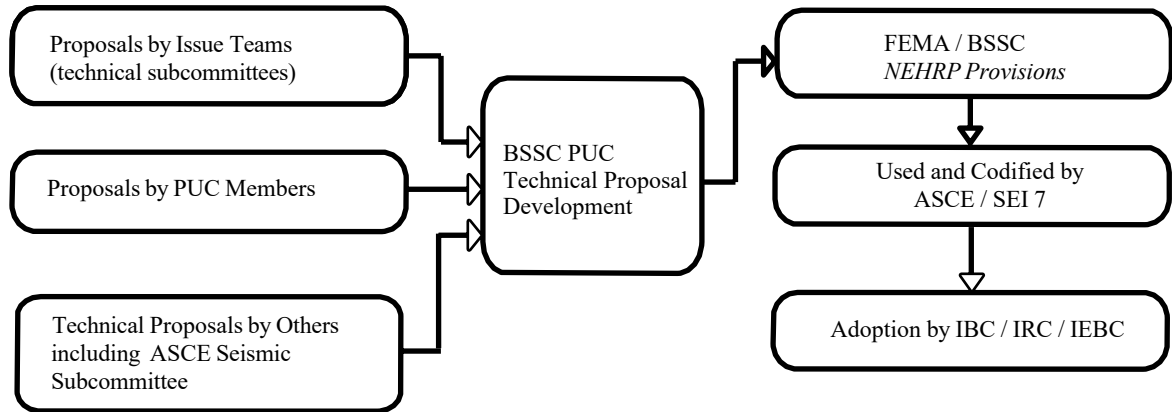 Proposals by Issue Teams
(technical subcommittees)
Proposals by PUC Members
Technical Proposals by Others
including ASCE Seismic
Subcommittee
BSSC PUC
Technical Proposal
Development
FEMA / BSSC
NEHRP Provisions
Used and Codified by
ASCE / SEI 7
Adoption by IBC / IRC / IEBC